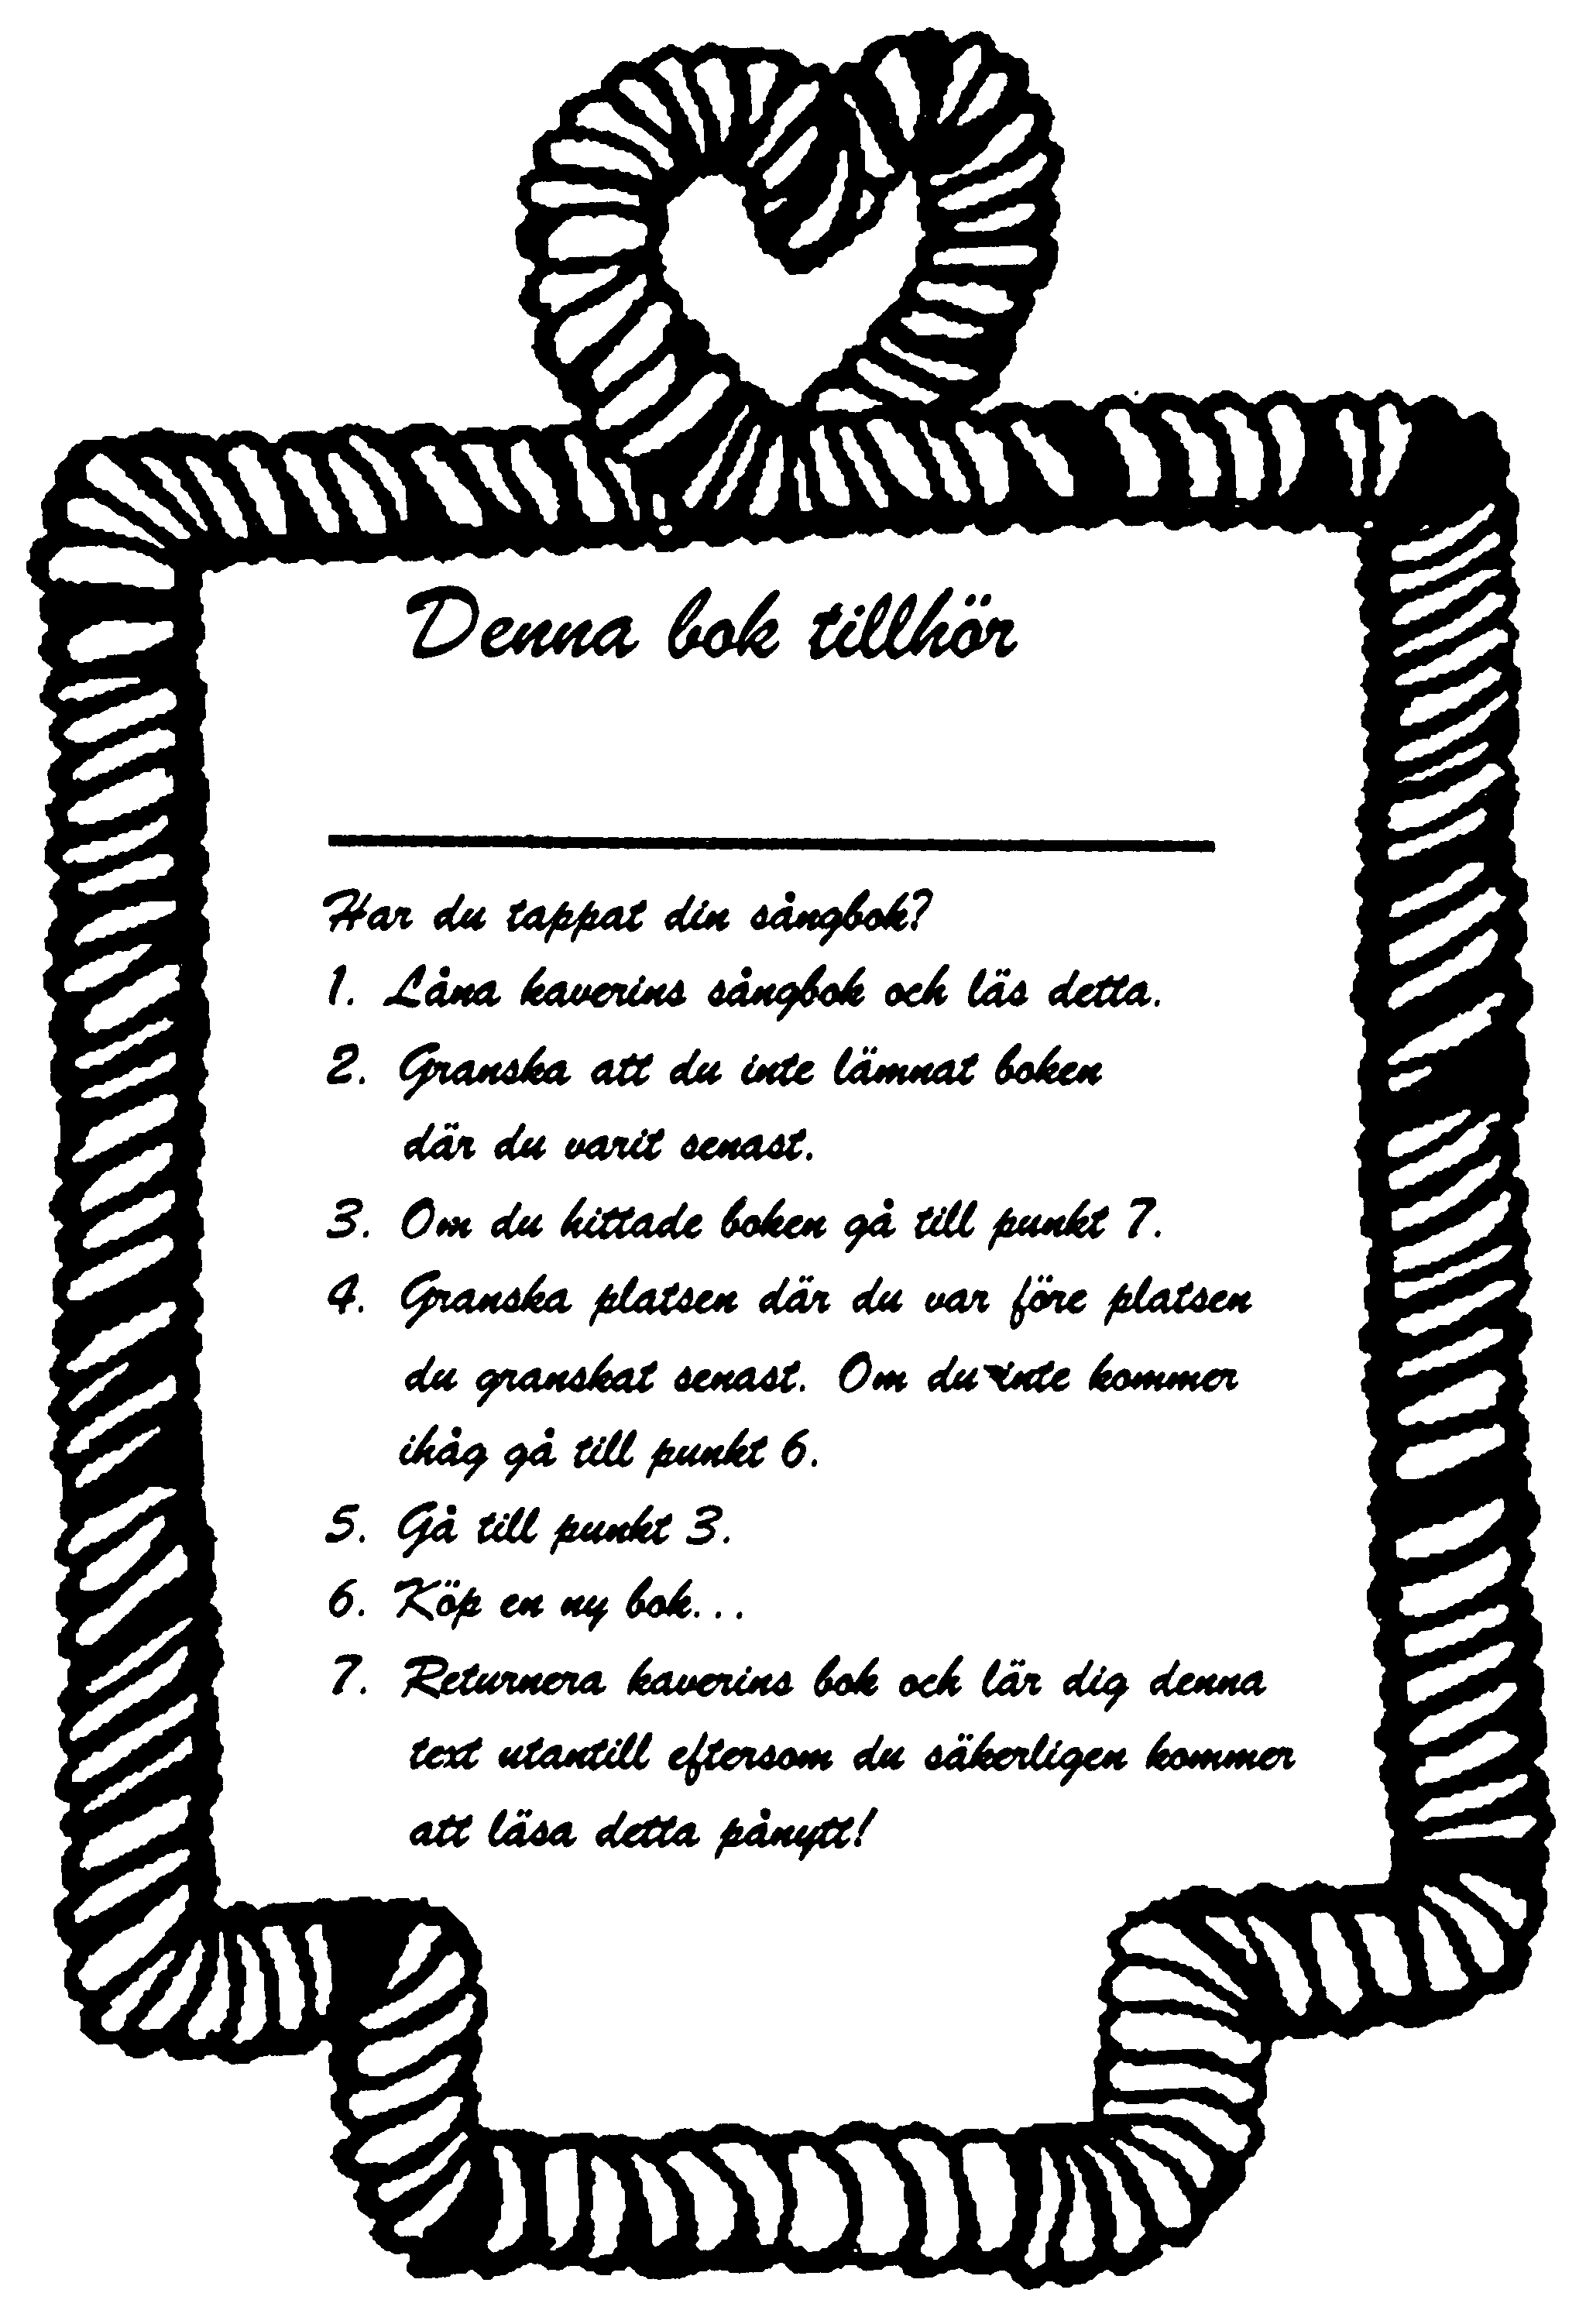 Denna bok tillhör
Har du tappat din sångbok?
1. Låna kaverins sångbok och läs detta.
2. Granska att du inte lämnat boken
där du varit senast.
3. Om du hittade boken gå till punkt 7.
4. Granska platsen där du var före platsen
du granskat senast. Om du inte kommer
ihåg gå till punkt 6.
5. Gå till punkt 3.
6. Köp en ny bok...
7. Returnera kaverins bok och lär dig denna
text utantill eftersom du säkerligen kommer
att läsa detta pånytt!